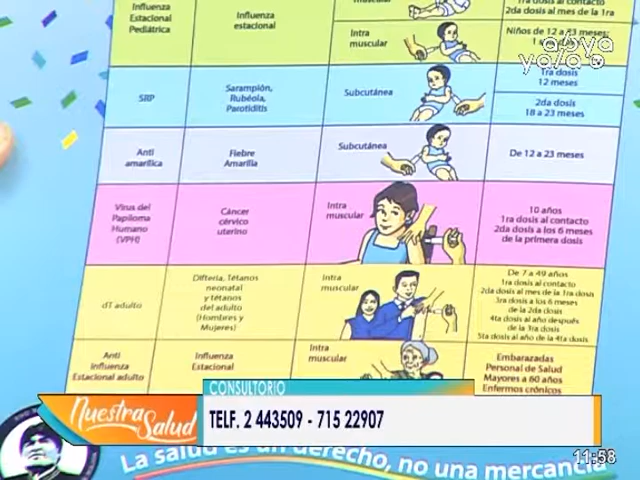 Influenza
Estacional
Pediátrica
Influenza
estacional
Intra
muscular
1ra dosis al contacto
2da dosis al mes de la 1ra
Niños de 12 a 23 meses:
abya
yala tv
SRP
Sarampión,
Rubéola,
Parotiditis
Subcutánea
1ra dosis
12 meses
2da dosis
18 a 23 meses
Anti
amarílica
Fiebre
Amarilla
Subcutánea
De 12 a 23 meses
Virus del
Papiloma
Humano
(VPH)
Cáncer
cérvico
uterino
Intra
muscular
10 años
1ra dosis al contacto
2da dosis a los 6 meses
de la primera dosis
dT adulto
Difteria, Tétanos
neonatal
y tétanos
del adulto
(Hombres y
Mujeres)
Intra
muscular
De 7 a 49 años
1ra dosis al contacto
2da dosis al mes de la 1ra dosis
3ra dosis a los 6 meses
de la 2da dosis
4ta dosis al año después
de la 3ra dosis
5ta dosis al año de la 4ta dosis
Anti
Influenza
Estacional adulto
Influenza
Estacional
Intra
muscular
Embarazadas
Personal de Salud
Mayores a 60 años
Enfermos crónicos
CONSULTORIO
Nuestra Salud
TELF. 2 443509 - 715 22907
11:58
La salud es un derecho, no una mercancía